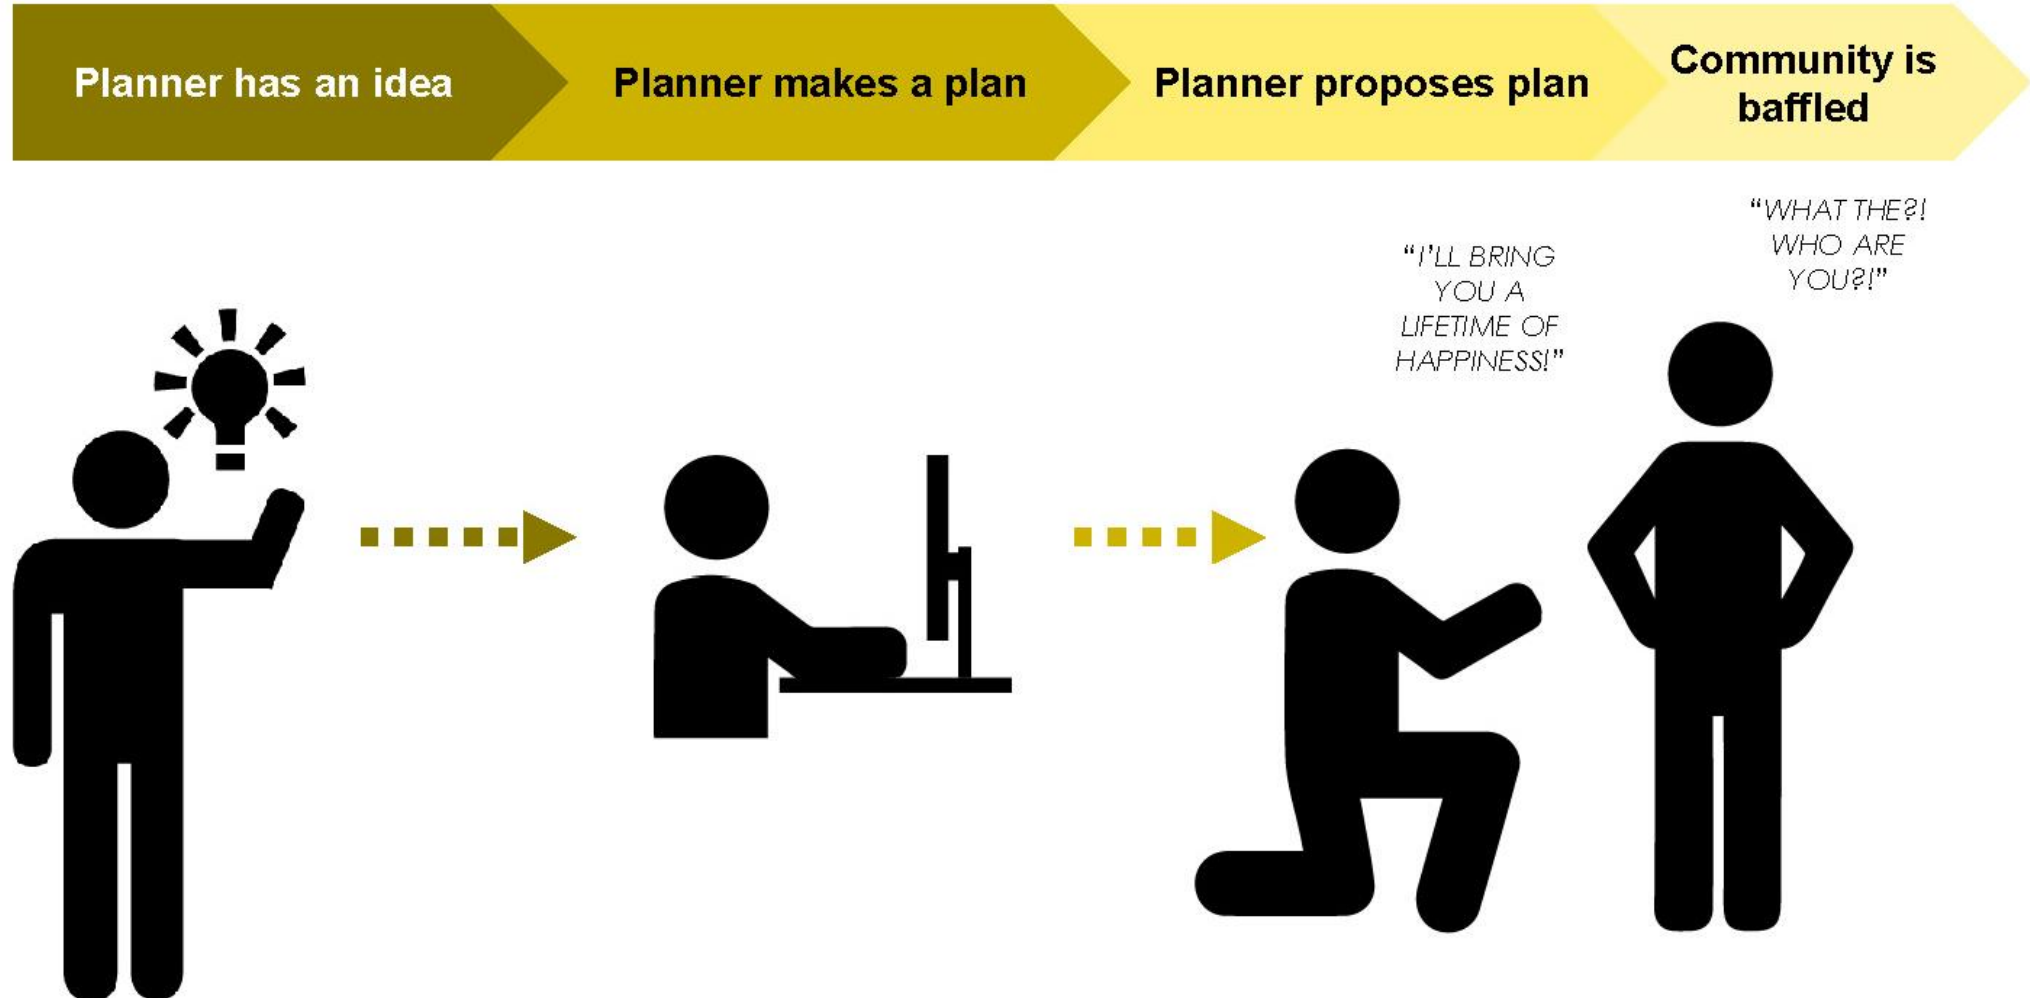 Planner has an idea
Planner makes a plan
Planner proposes plan
Community is
baffled
“I'LL BRING
YOU A
LIFETIME OF
HAPPINESS!”
“WHAT THE?!
WHO ARE
YOU?!”